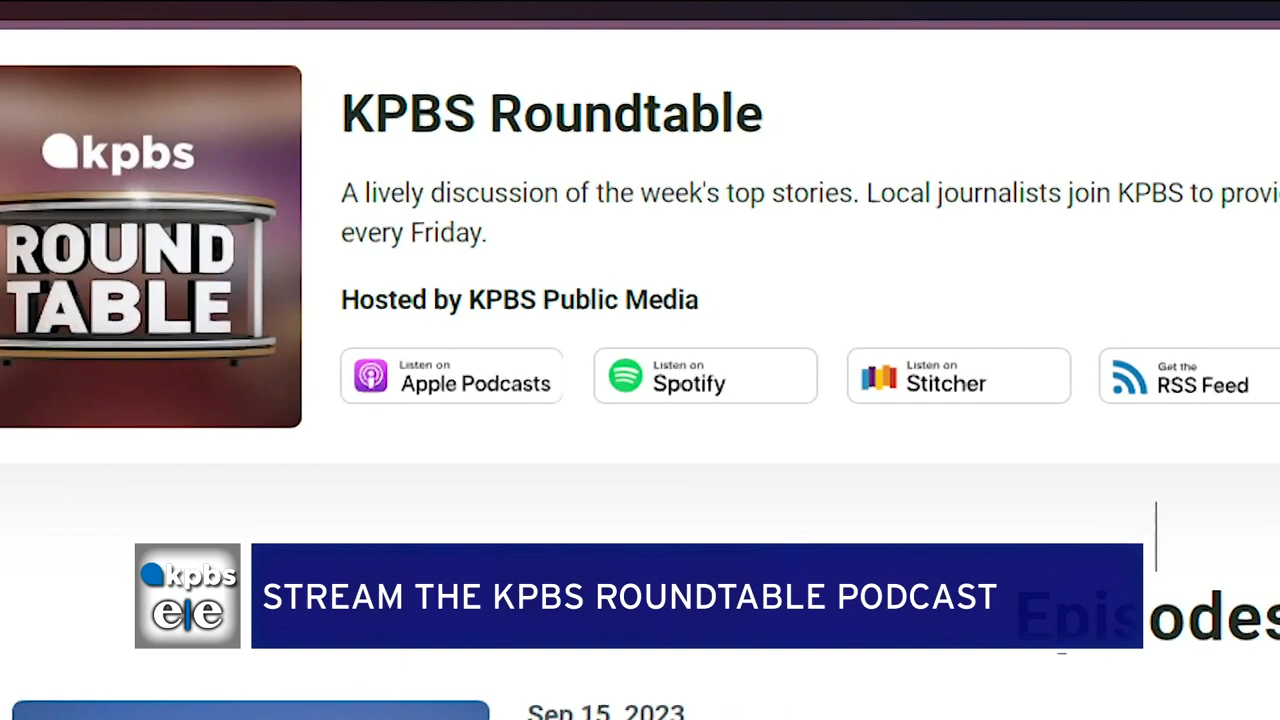 kpbs
ROUND
TABLE
KPBS Roundtable
A lively discussion of the week's top stories. Local journalists join KPBS to
every Friday.
Hosted by KPBS Public Media
Listen on
Apple Podcasts
Listen on
Spotify
Listen on
Stitcher
Get the
RSS Feed
kpbs
e|e
STREAM THE KPBS ROUNDTABLE PODCAST
Episodes
Sep 15, 2023